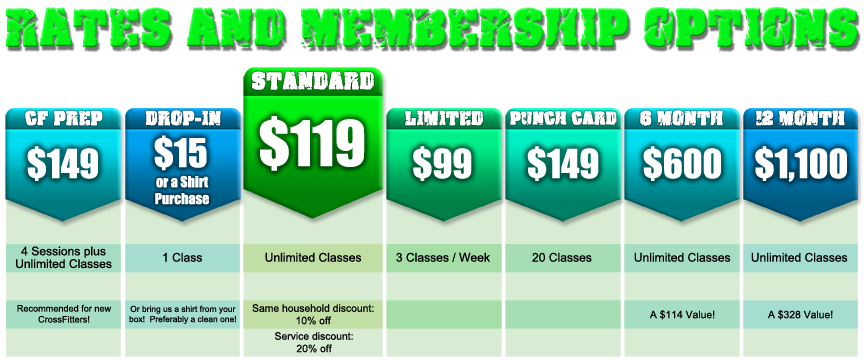 RATES AND MEMBERSHIP OPTIONS
CF PREP
$149
4 Sessions plus
Unlimited Classes
Recommended for new
CrossFitters!
DROP-IN
$15
or a Shirt
Purchase
1 Class
Or bring us a shirt from your
box! Preferably a clean one!
STANDARD
$119
Unlimited Classes
Same household discount:
10% off
Service discount:
20% off
LIMITED
$99
3 Classes / Week
PUNCH CARD
$149
20 Classes
6 MONTH
$600
Unlimited Classes
A $114 Value!
12 MONTH
$1,100
Unlimited Classes
A $328 Value!